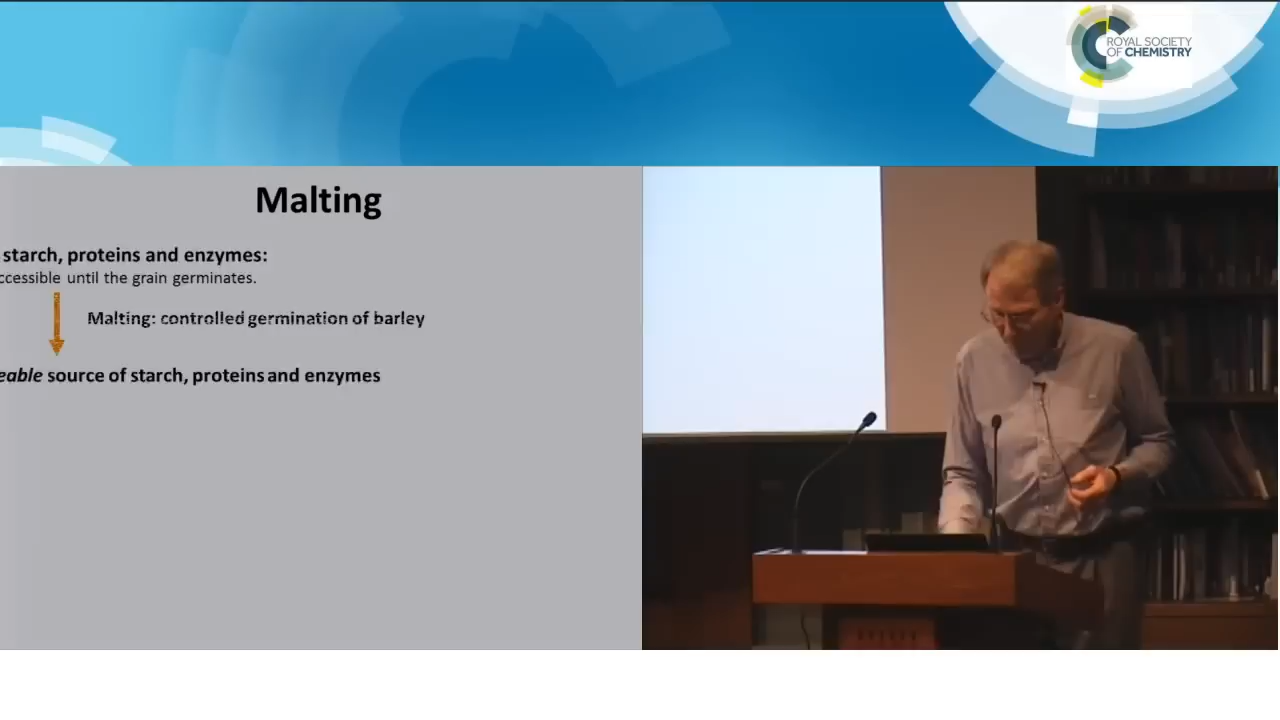 ROYAL SOCIETY
OF CHEMISTRY
Malting
starch, proteins and enzymes:
ccessible until the grain germinates.
Malting: controlled germination of barley
eable source of starch, proteins and enzymes